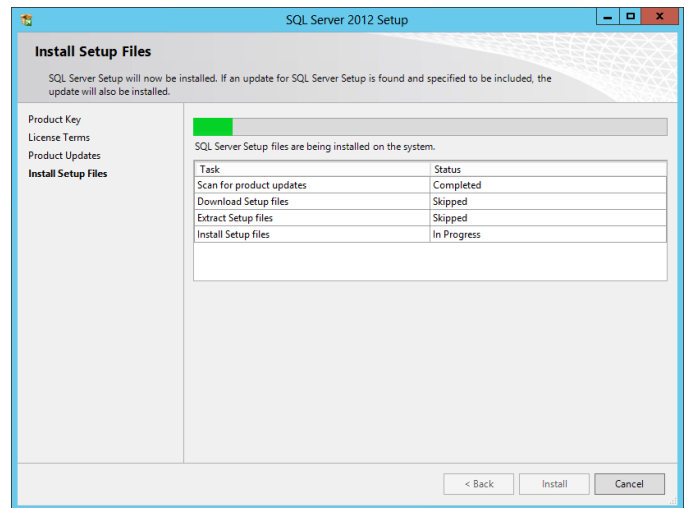 SQL Server 2012 Setup
Install Setup Files
SQL Server Setup will now be installed. If an update for SQL Server Setup is found and specified to be included, the
update will also be installed.
Product Key
License Terms
Product Updates
Install Setup Files
SQL Server Setup files are being installed on the system.
Task Status
Scan for product updates Completed
Download Setup files Skipped
Extract Setup files Skipped
Install Setup files In Progress
< Back Install Cancel